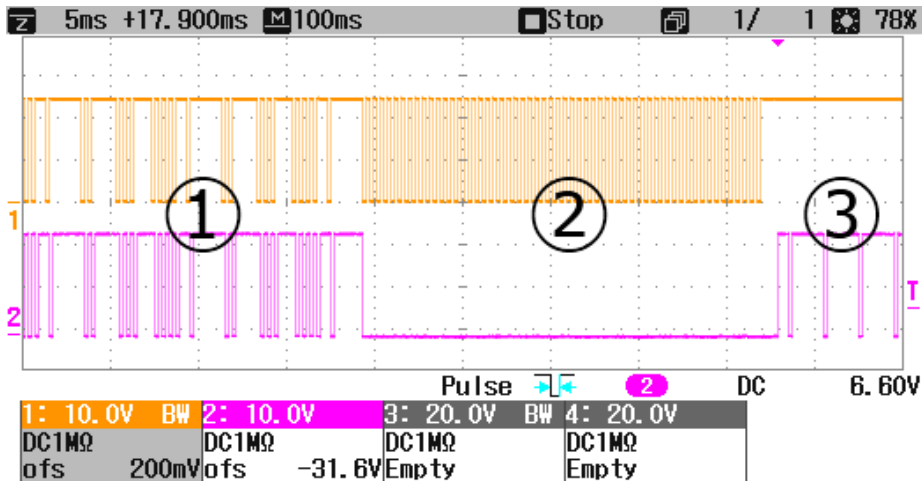 Z 5ms +17.900ms M 100ms Stop 1/ 1 78%
① ② ③
1
T
2
Pulse 2 DC 6.60V
1: 10.0V BW 2: 10.0V 3: 20.0V BW 4: 20.0V
DC1MΩ DC1MΩ DC1MΩ DC1MΩ
ofs 200mV ofs -31.6V Empty Empty